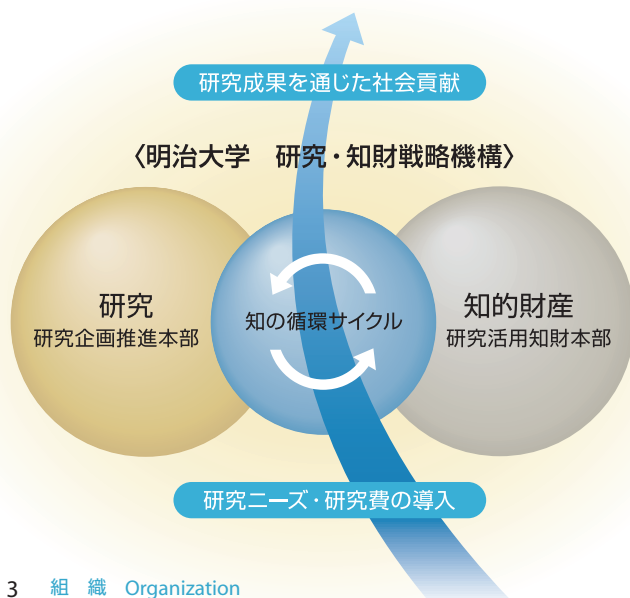 研究成果を通じた社会貢献
〈明治大学　研究・知財戦略機構〉
研究
研究企画推進本部
知の循環サイクル
知的財産
研究活用知財本部
研究ニーズ・研究費の導入
3 組　織 Organization